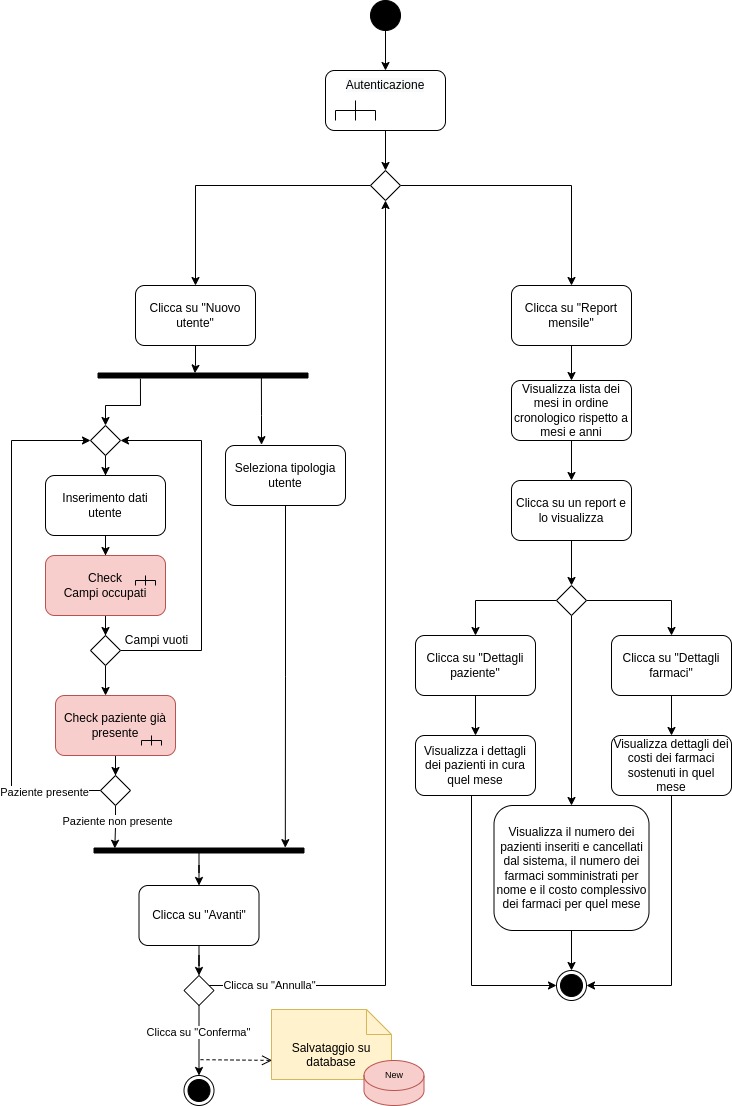 Autenticazione
Clicca su "Nuovo
utente"
Clicca su "Report
mensile"
Visualizza lista dei
mesi in ordine
cronologico rispetto a
mesi e anni
Seleziona tipologia
utente
Inserimento dati
utente
Clicca su un report e
lo visualizza
Check
Campi occupati
Campi vuoti
Clicca su "Dettagli
paziente"
Clicca su "Dettagli
farmaci"
Check paziente già
presente
Visualizza i dettagli
dei pazienti in cura
quel mese
Visualizza dettagli dei
costi dei farmaci
sostenuti in quel
mese
Paziente presente
Paziente non presente
Visualizza il numero dei
pazienti inseriti e cancellati
dal sistema, il numero dei
farmaci somministrati per
nome e il costo complessivo
dei farmaci per quel mese
Clicca su "Avanti"
Clicca su "Annulla"
Clicca su "Conferma"
Salvataggio su
database
New